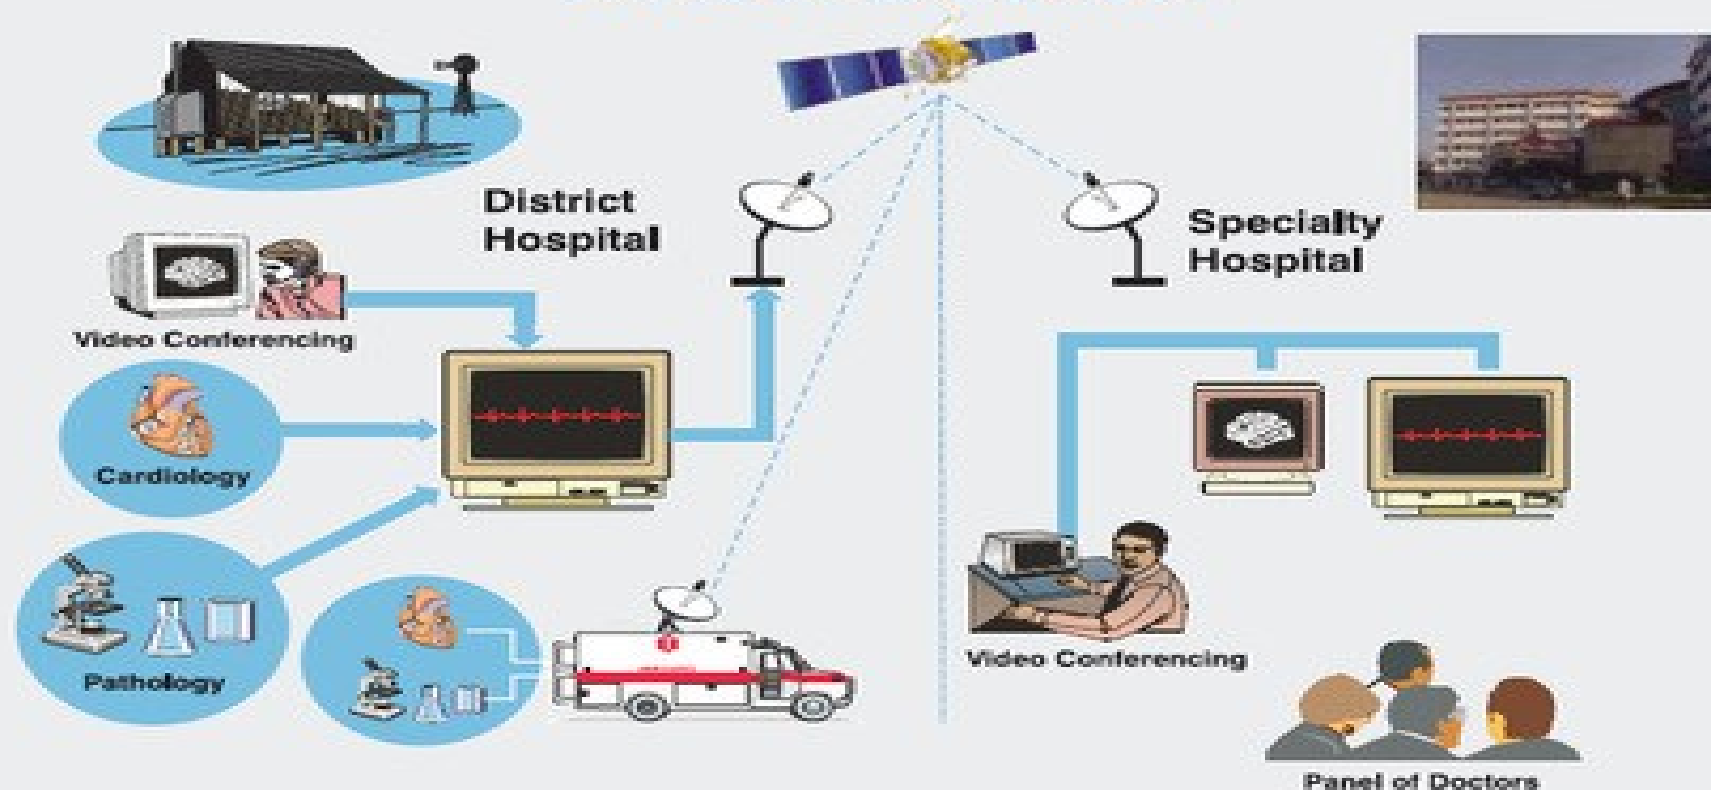 District
Hospital
Specialty
Hospital
Video Conferencing
Cardiology
Pathology
Video Conferencing
Panel of Doctors